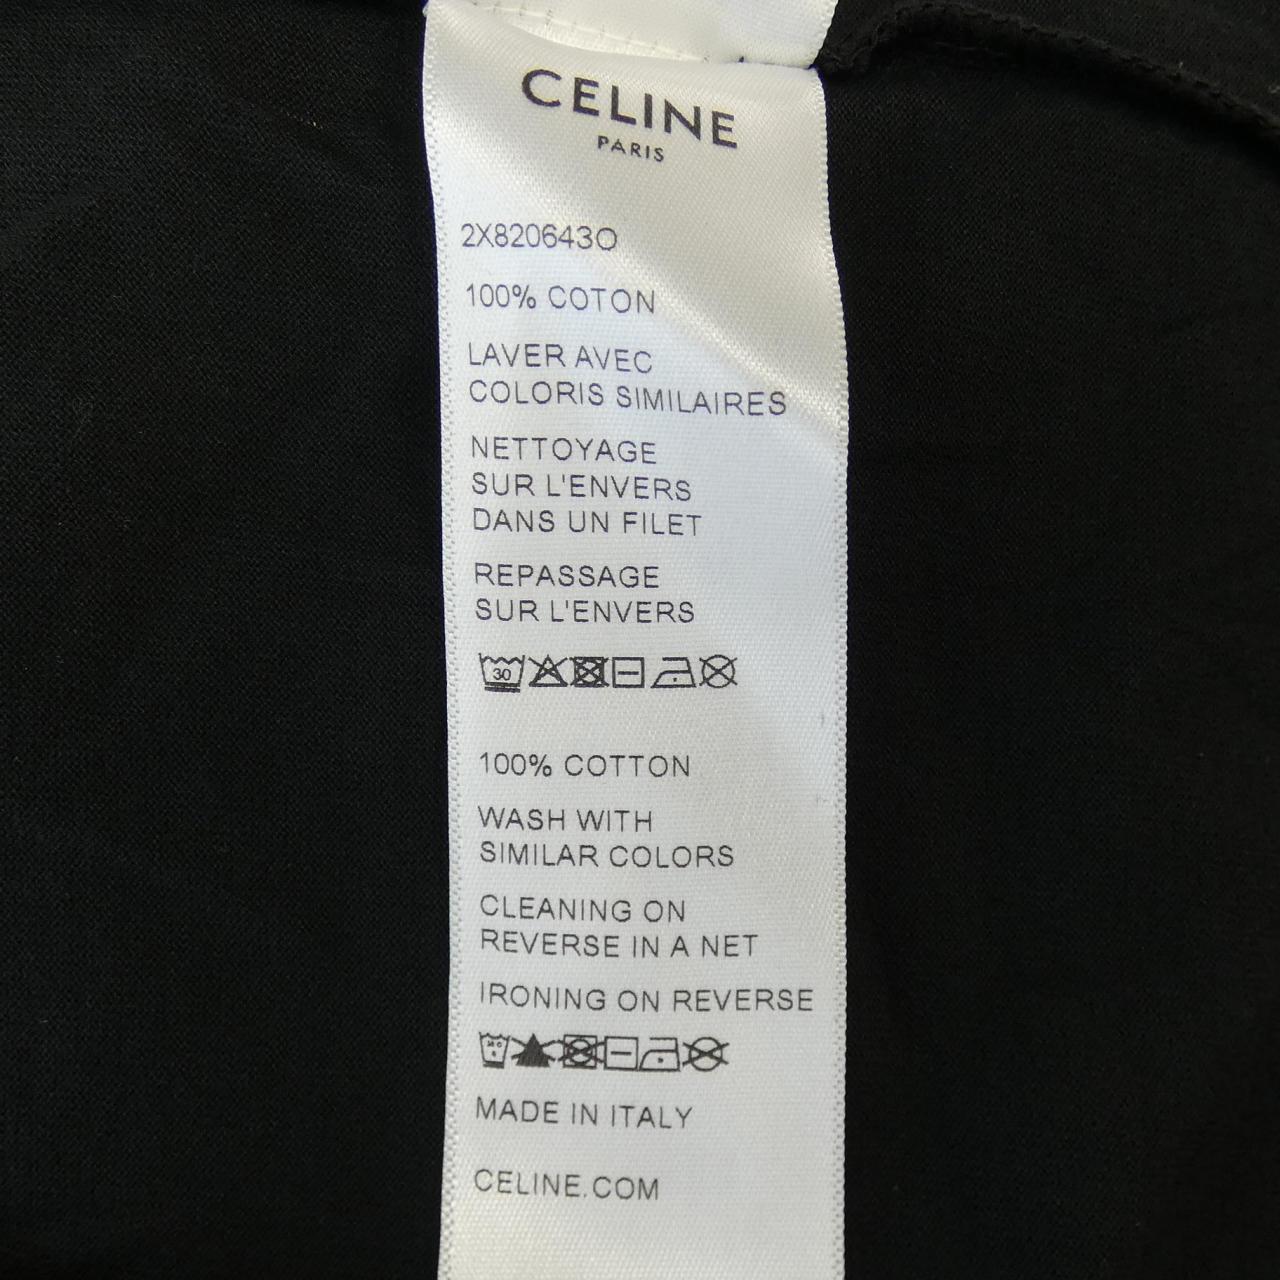 CELINE
PARIS
2X820643O
100% COTON
LAVER AVEC
COLORIS SIMILAIRES
NETTOYAGE
SUR L'ENVERS
DANS UN FILET
REPASSAGE
SUR L'ENVERS
30
100% COTTON
WASH WITH
SIMILAR COLORS
CLEANING ON
REVERSE IN A NET
IRONING ON REVERSE
MADE IN ITALY
CELINE.COM